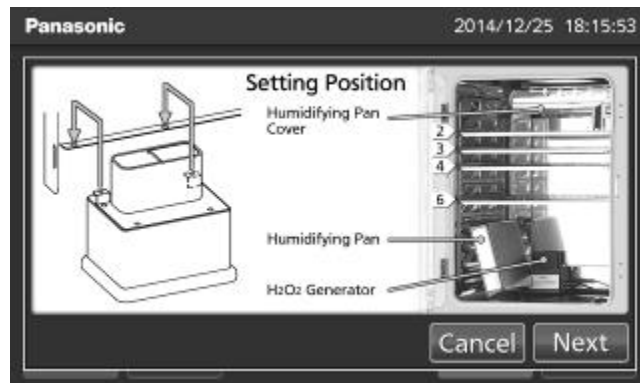 Panasonic
2014/12/25 18:15:53
Setting Position
Humidifying Pan
Cover
2
3
4
6
Humidifying Pan
H2O2 Generator
Cancel
Next